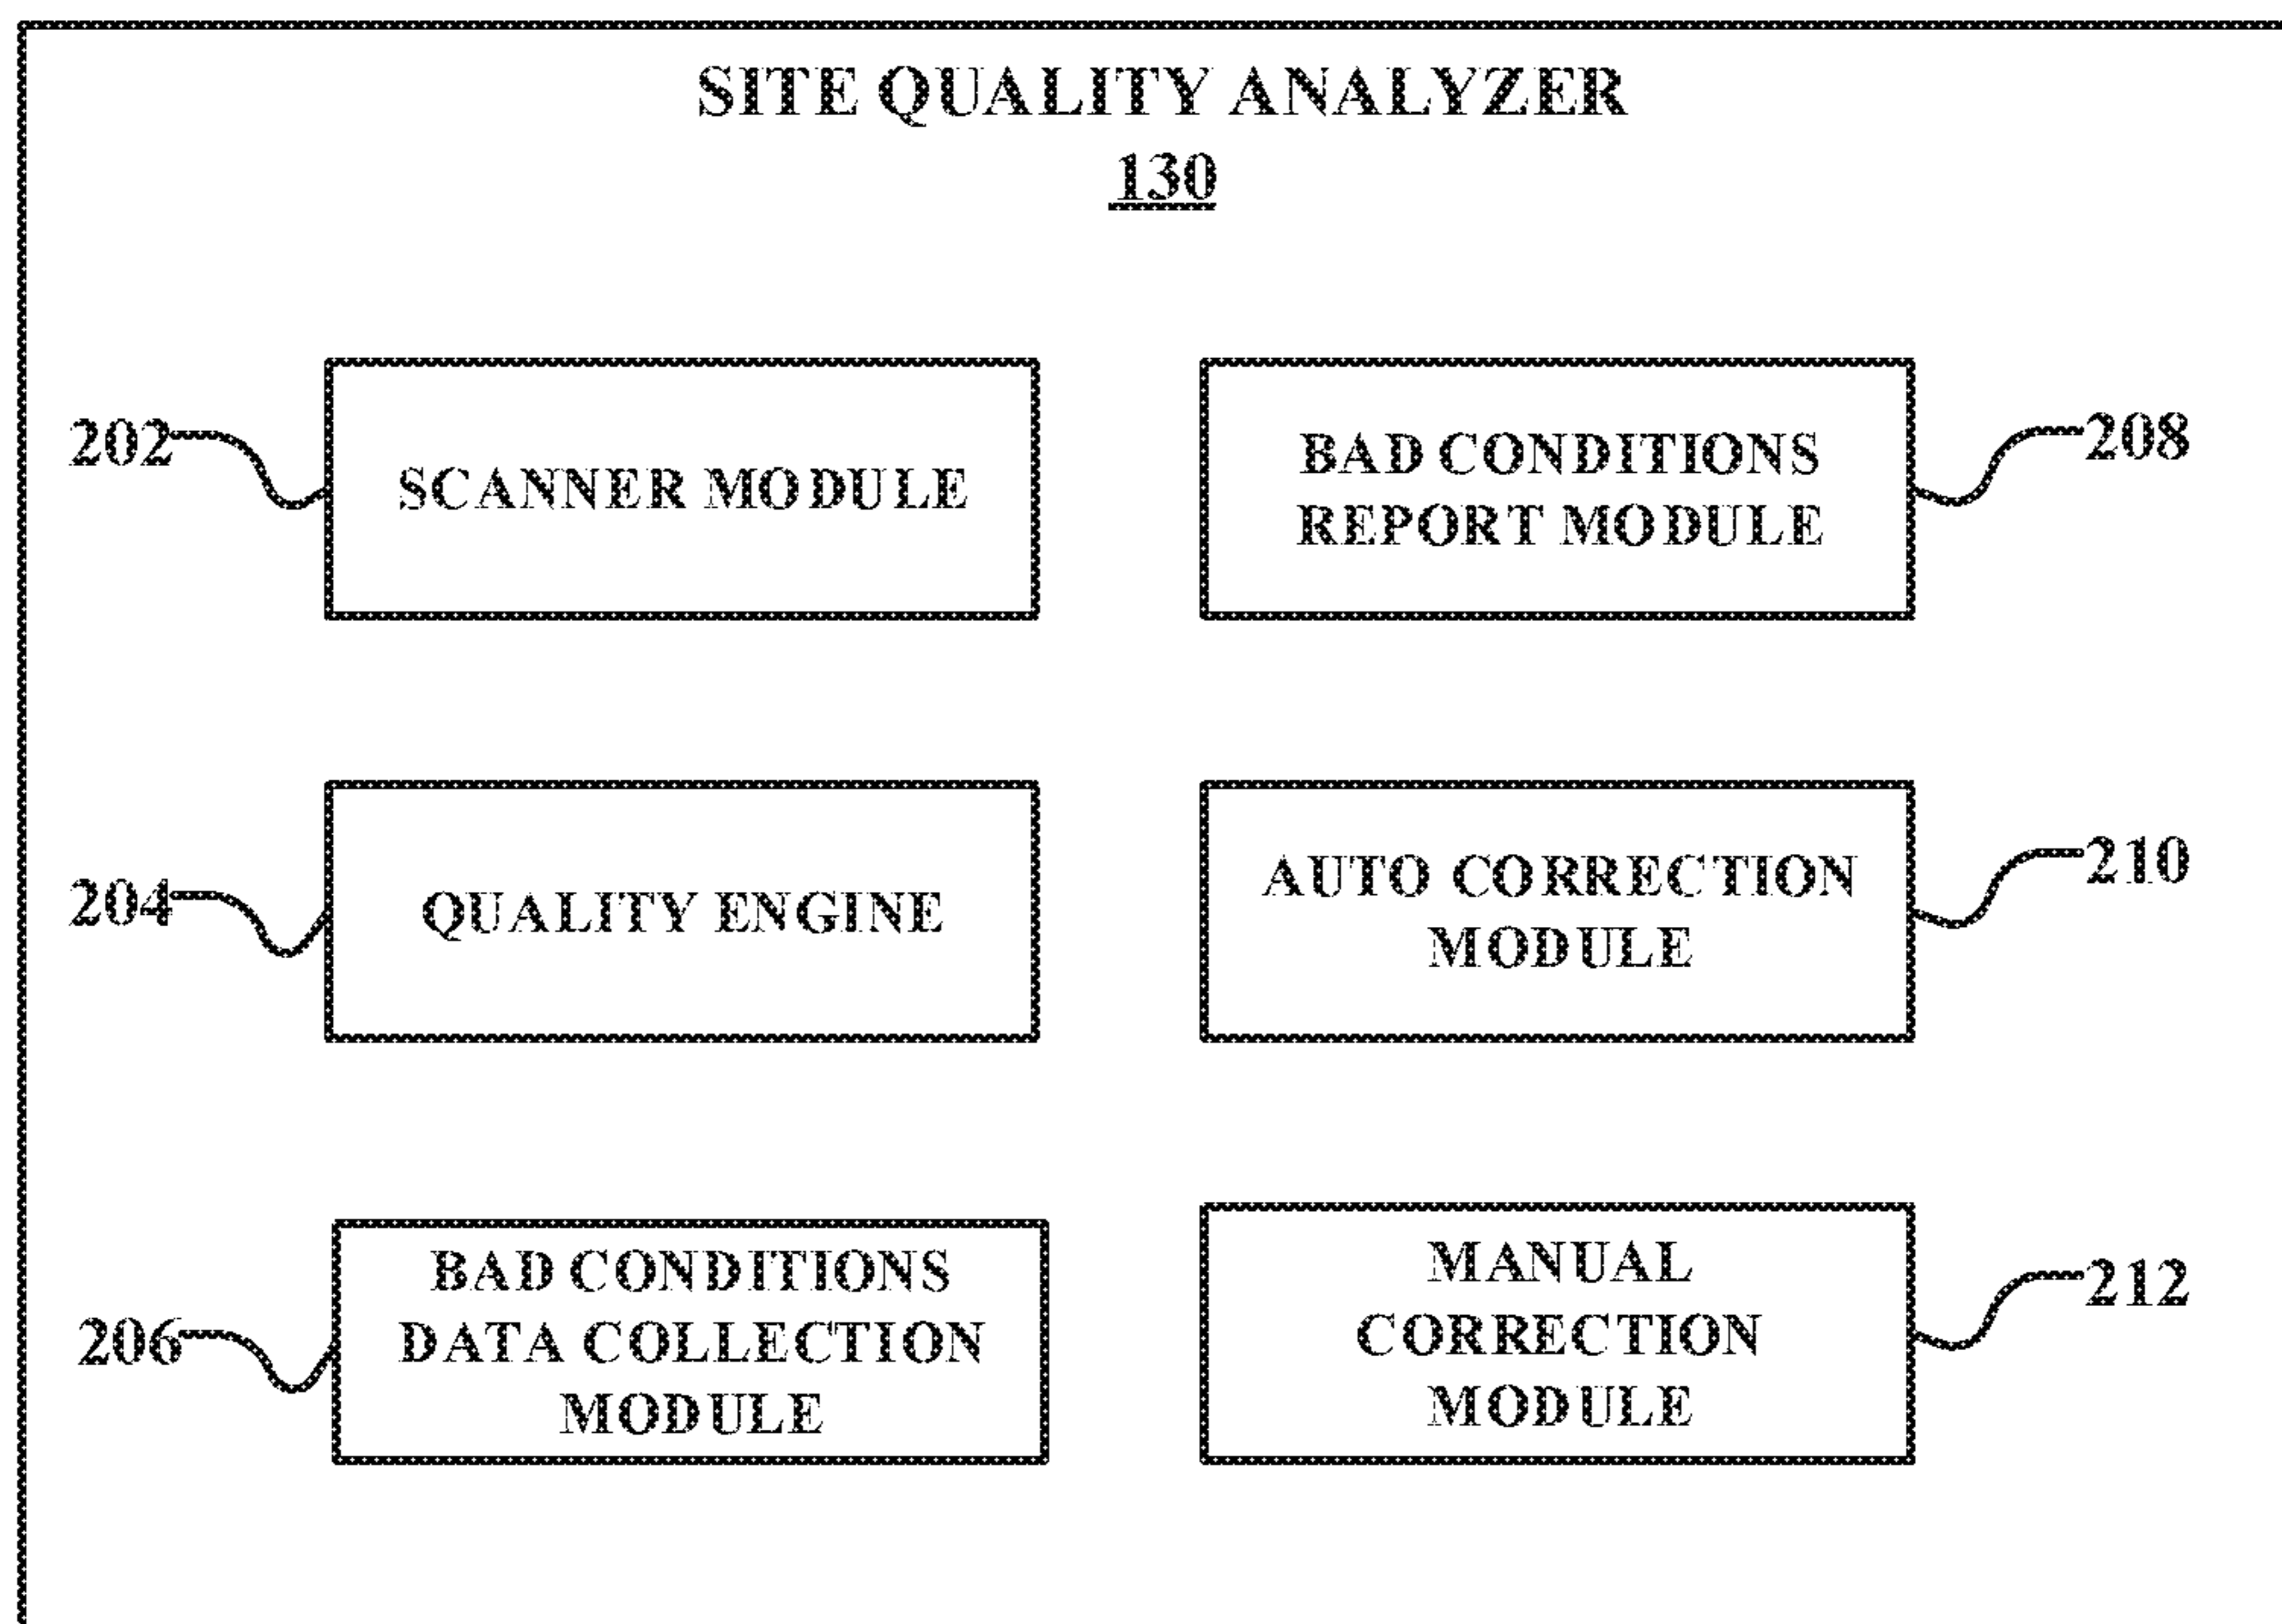 SITE QUALITY ANALYZER
130
202
SCANNER MODULE
BAD CONDITIONS
REPORT MODULE
208
204
QUALITY ENGINE
AUTO CORRECTION
MODULE
210
206
BAD CONDITIONS
DATA COLLECTION
MODULE
MANUAL
CORRECTION
MODULE
212